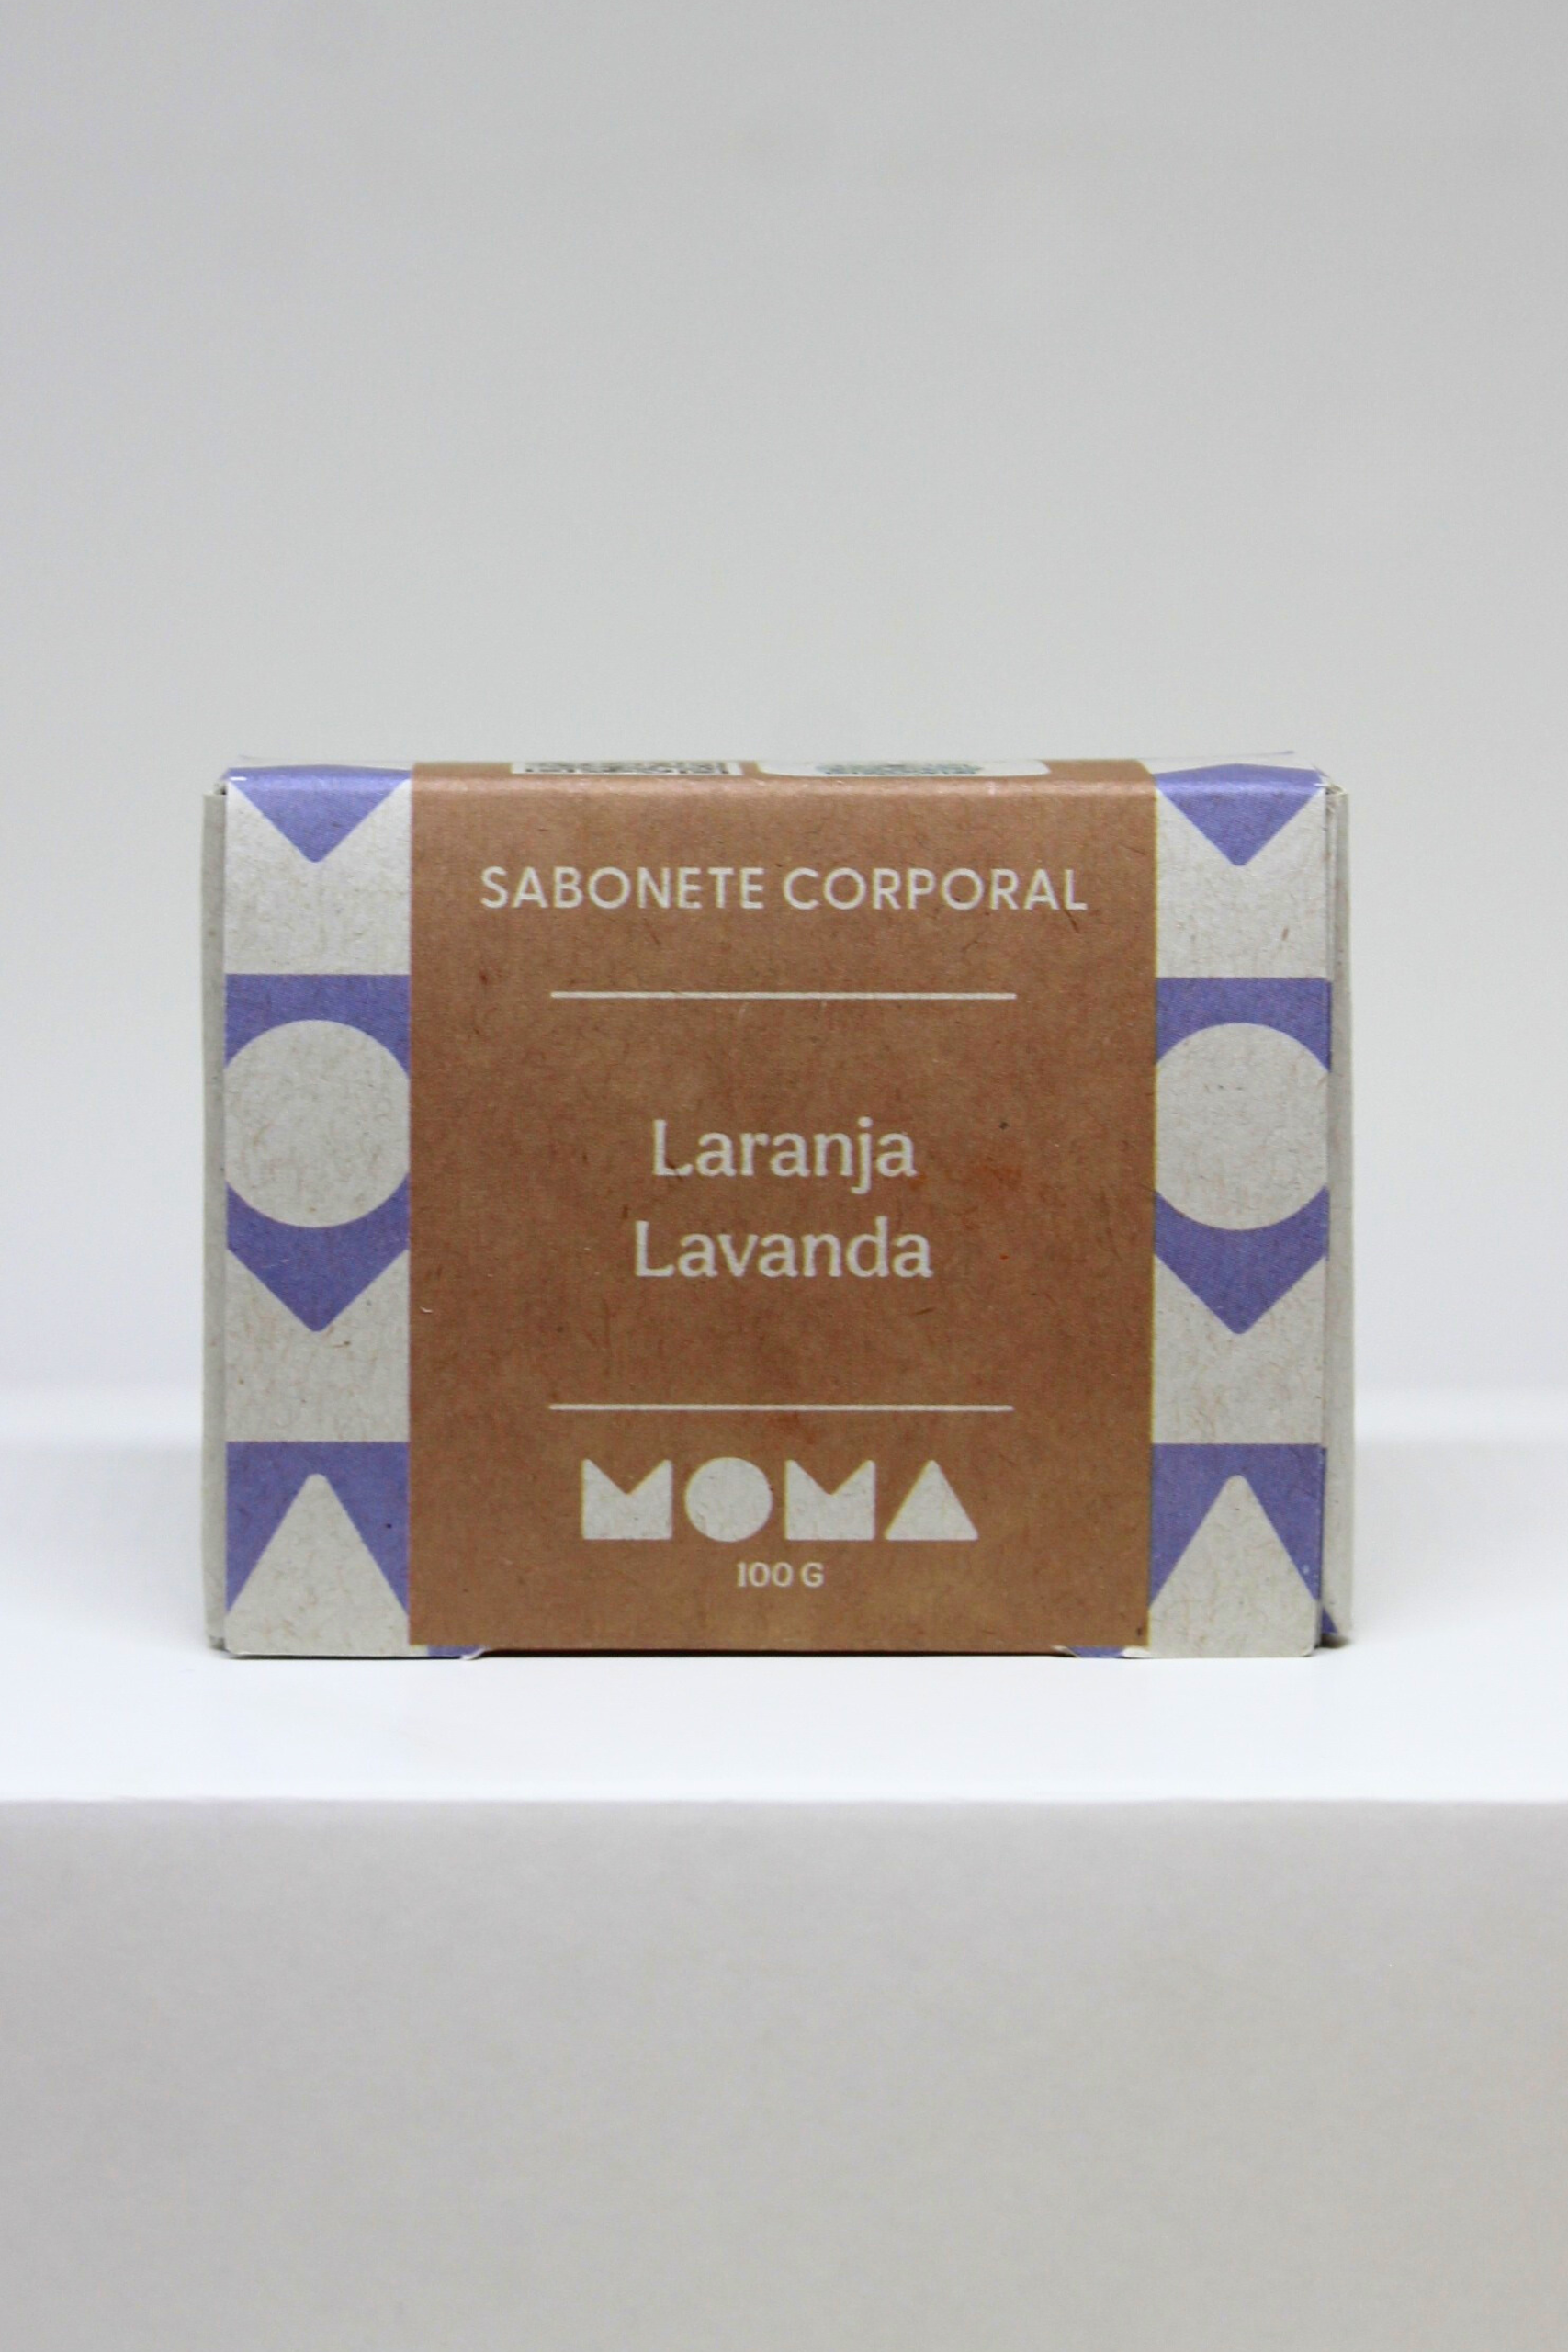 SABONETE CORPORAL
Laranja
Lavanda
MOMA
100 G